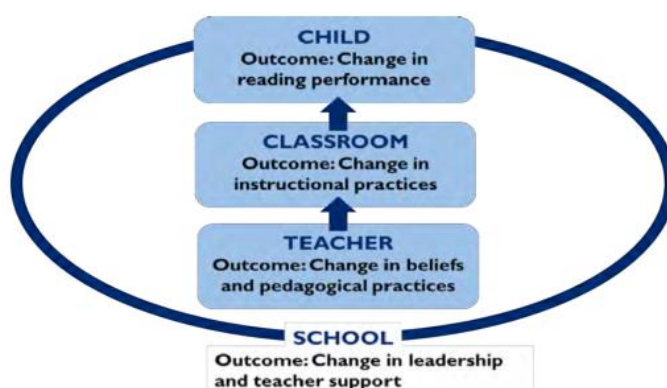 CHILD
Outcome: Change in
reading performance
CLASSROOM
Outcome: Change in
instructional practices
TEACHER
Outcome: Change in beliefs
and pedagogical practices
SCHOOL
Outcome: Change in leadership
and teacher support